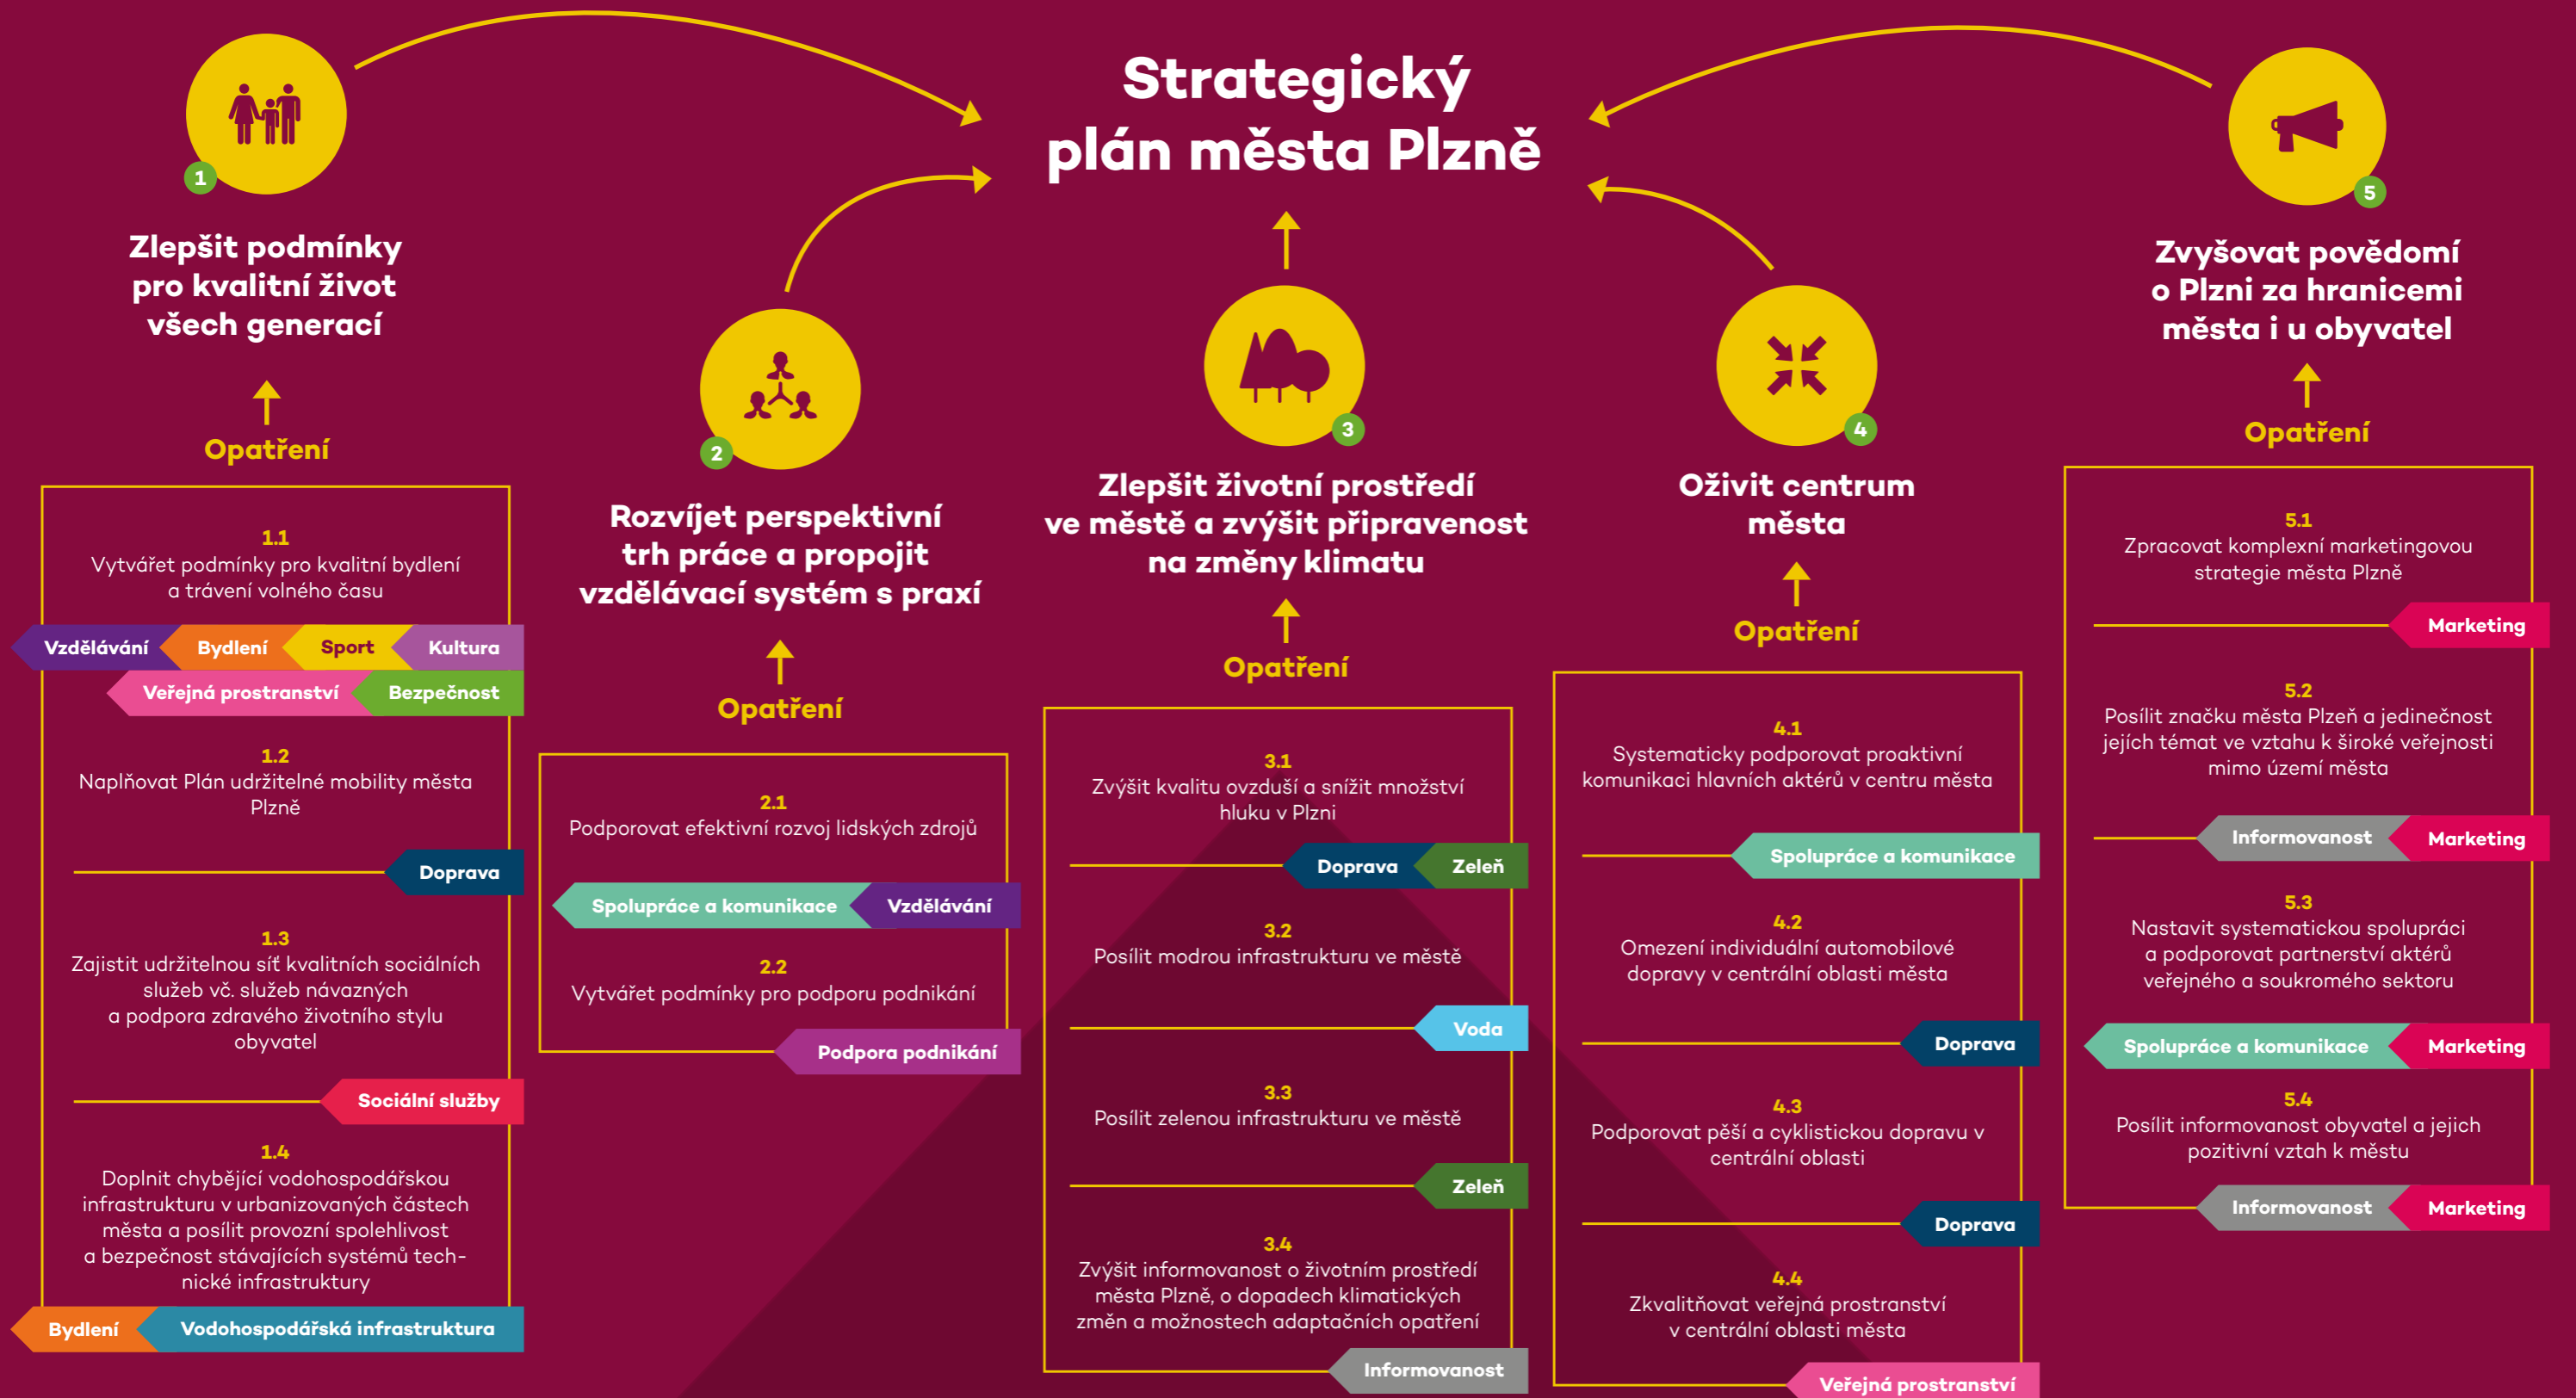 Strategický
plán města Plzně
1
Zlepšit podmínky
pro kvalitní život
všech generací
Opatření
1.1
Vytvářet podmínky pro kvalitní bydlení
a trávení volného času
Vzdělávání Bydlení Sport Kultura
Veřejná prostranství Bezpečnost
1.2
Naplňovat Plán udržitelné mobility města
Plzně
Doprava
1.3
Zajistit udržitelnou síť kvalitních sociálních
služeb vč. služeb návazných
a podpora zdravého životního stylu
obyvatel
Sociální služby
1.4
Doplnit chybějící vodohospodářskou
infrastrukturu v urbanizovaných částech
města a posílit provozní spolehlivost
a bezpečnost stávajících systémů tech-
nické infrastruktury
Bydlení Vodohospodářská infrastruktura
2
Rozvíjet perspektivní
trh práce a propojit
vzdělávací systém s praxí
Opatření
2.1
Podporovat efektivní rozvoj lidských zdrojů
Spolupráce a komunikace Vzdělávání
2.2
Vytvářet podmínky pro podporu podnikání
Podpora podnikání
3
Zlepšit životní prostředí
ve městě a zvýšit připravenost
na změny klimatu
Opatření
3.1
Zvýšit kvalitu ovzduší a snížit množství
hluku v Plzni
Doprava Zeleň
3.2
Posílit modrou infrastrukturu ve městě
Voda
3.3
Posílit zelenou infrastrukturu ve městě
Zeleň
3.4
Zvýšit informovanost o životním prostředí
města Plzně, o dopadech klimatických
změn a možnostech adaptačních opatření
Informovanost
4
Oživit centrum
města
Opatření
4.1
Systematicky podporovat proaktivní
komunikaci hlavních aktérů v centru města
Spolupráce a komunikace
4.2
Omezení individuální automobilové
dopravy v centrální oblasti města
Doprava
4.3
Podporovat pěší a cyklistickou dopravu v
centrální oblasti
Doprava
4.4
Zkvalitňovat veřejná prostranství
v centrální oblasti města
Veřejná prostranství
5
Zvyšovat povědomí
o Plzni za hranicemi
města i u obyvatel
Opatření
5.1
Zpracovat komplexní marketingovou
strategie města Plzně
Marketing
5.2
Posílit značku města Plzeň a jedinečnost
jejích témat ve vztahu k široké veřejnosti
mimo území města
Informovanost Marketing
5.3
Nastavit systematickou spolupráci
a podporovat partnerství aktérů
veřejného a soukromého sektoru
Spolupráce a komunikace Marketing
5.4
Posílit informovanost obyvatel a jejich
pozitivní vztah k městu
Informovanost Marketing